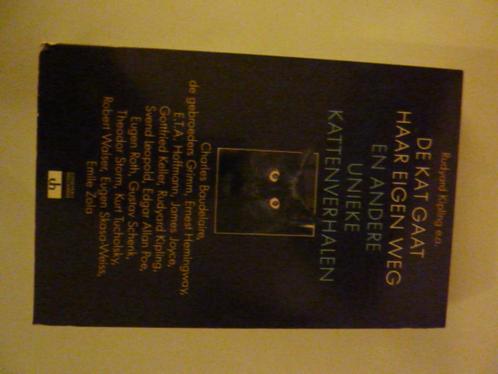 Rudyard Kipling e.a.
DE KAT GAAT
HAAR EIGEN WEG
EN ANDERE
UNIEKE
KATTENVERHALEN
Charles Baudelaire,
de gebroeders Grimm, Ernest Hemingway,
E.T.A. Hoffmann, James Joyce,
Gottfried Keller, Rudyard Kipling,
Svend Leopold, Edgar Allan Poe,
Eugen Roth, Gustav Schenk,
Theodor Storm, Kurt Tucholsky,
Robert Walser, Eugen Skasa-Weiss,
Emile Zola